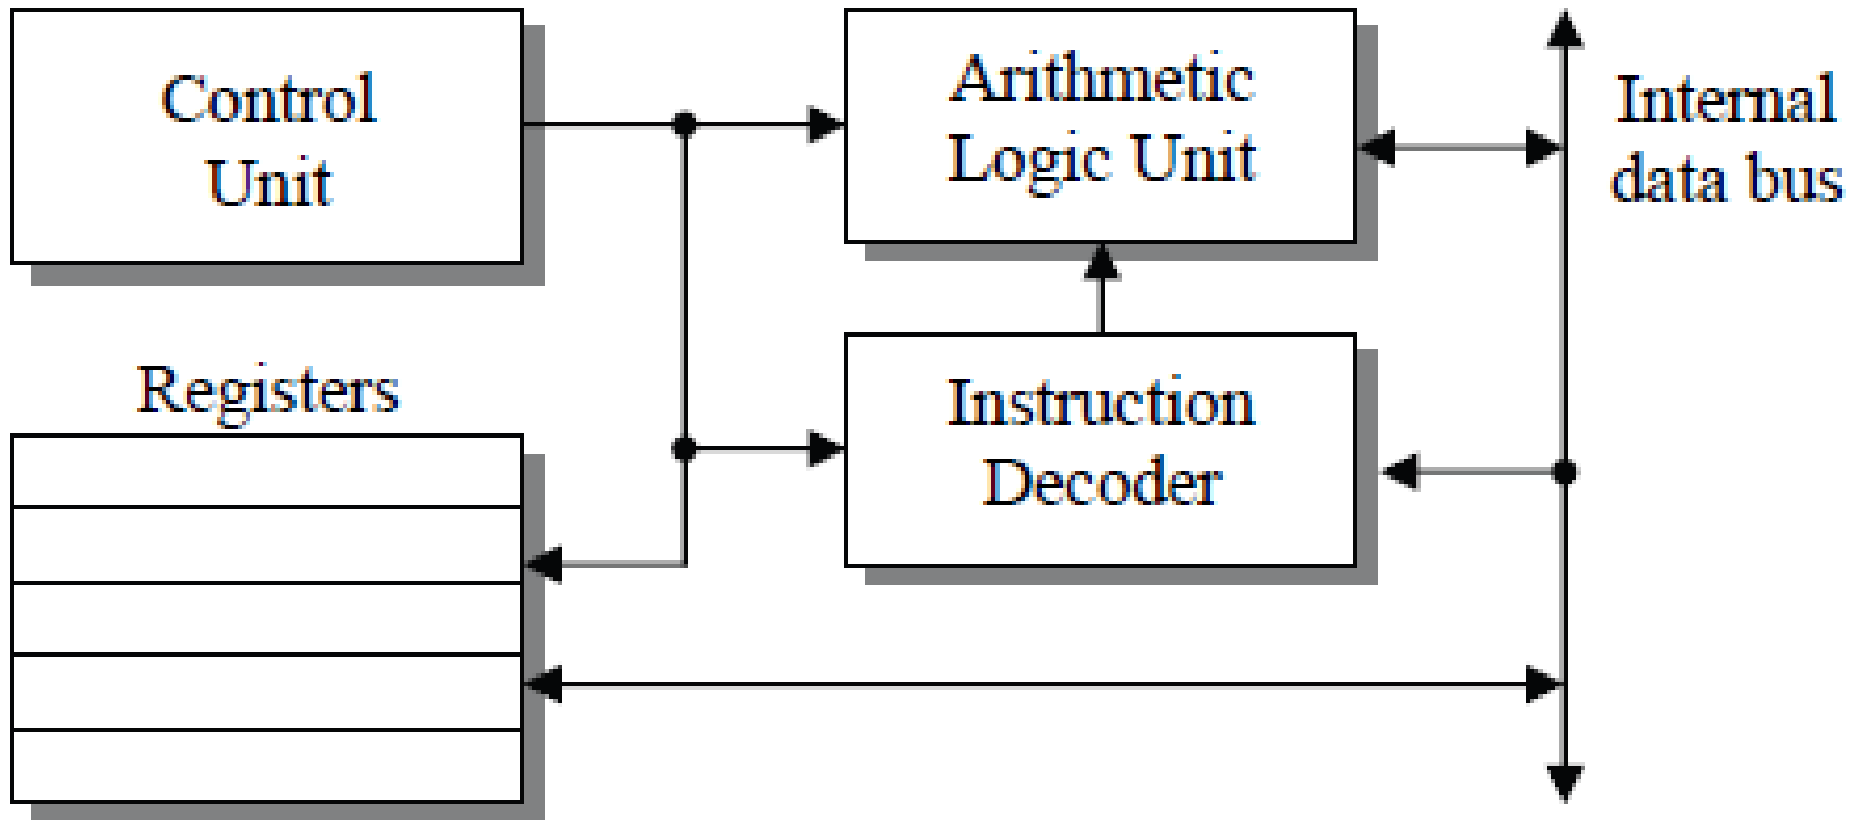 Control
Unit
Arithmetic
Logic Unit
Internal
data bus
Registers
Instruction
Decoder